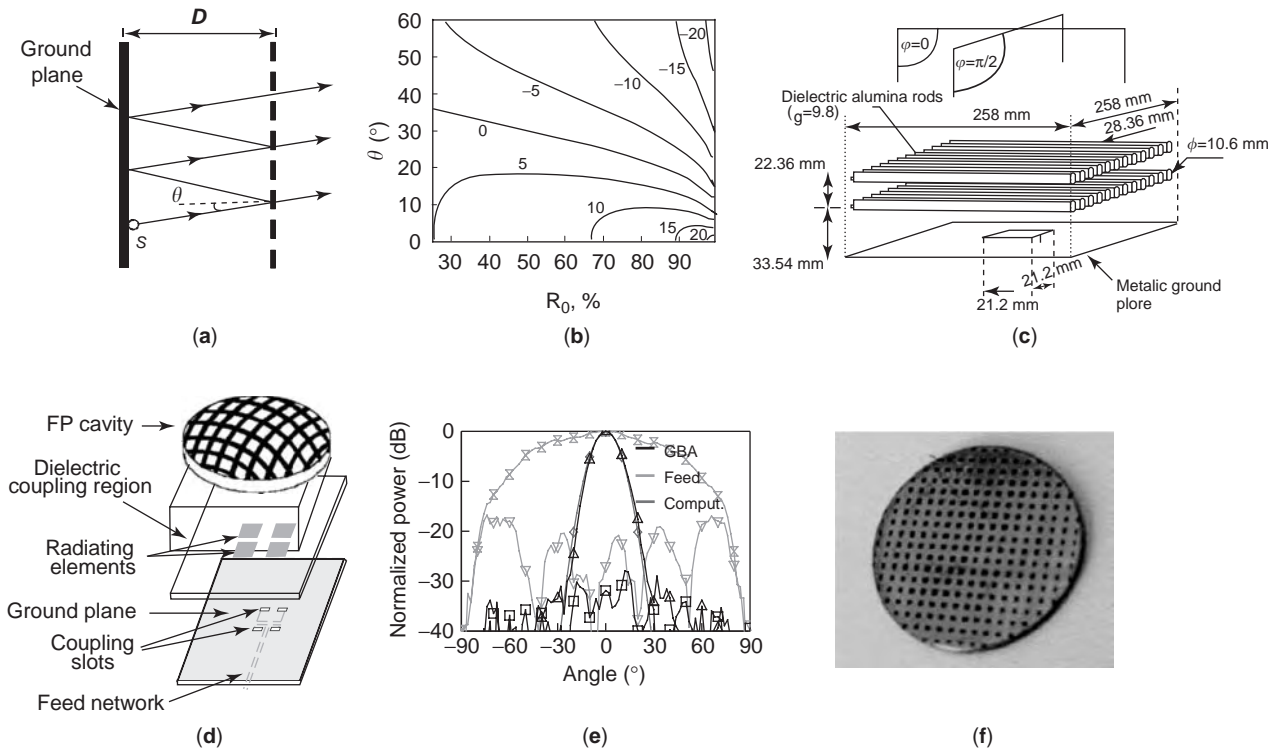 D
Ground
plane
θ
S
(a)
60
50
40
30
20
10
0
θ (°)
−20
−15
−10
−5
0
5
10
15
20
30 40 50 60 70 80 90
R0, %
(b)
φ=0
φ=π/2
Dielectric alumina rods
(g=9.8)
258 mm
258 mm
28.36 mm
ϕ=10.6 mm
22.36 mm
33.54 mm
21.2 mm
21.2 mm
Metalic ground
plore
(c)
FP cavity
Dielectric
coupling region
Radiating
elements
Ground plane
Coupling
slots
Feed network
(d)
Normalized power (dB)
0
−10
−20
−30
−40
GBA
Feed
Comput.
−90 −60 −30 0 30 60 90
Angle (°)
(e)
(f)